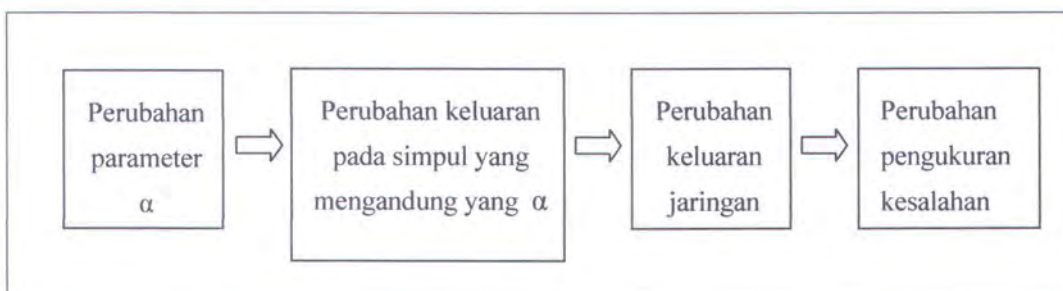 Perubahan
parameter
α
Perubahan keluaran
pada simpul yang
mengandung yang α
Perubahan
keluaran
jaringan
Perubahan
pengukuran
kesalahan